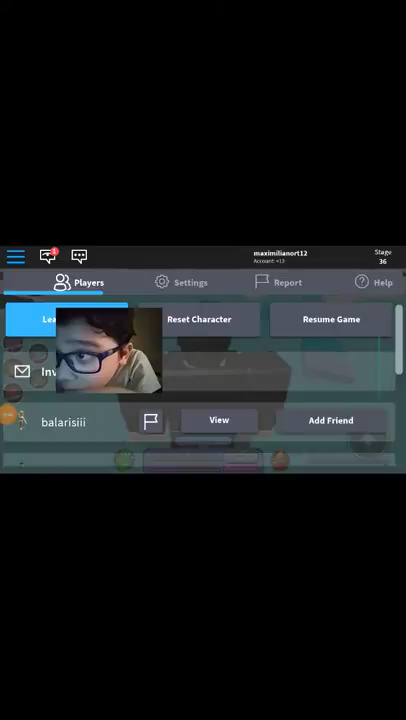 maximilianort12
Account: <13
Stage
36
Players
Settings
Report
Help
Reset Character
Resume Game
balarisiii
View
Add Friend